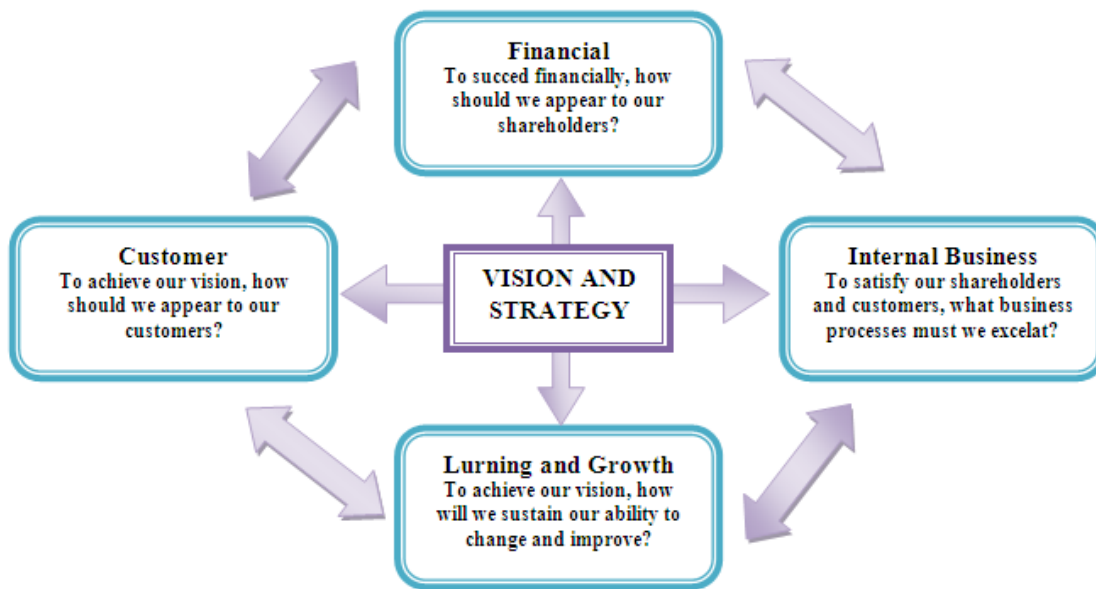 Financial
To succed financially, how
should we appear to our
shareholders?
Customer
To achieve our vision, how
should we appear to our
customers?
VISION AND
STRATEGY
Internal Business
To satisfy our shareholders
and customers, what business
processes must we excelat?
Lurning and Growth
To achieve our vision, how
will we sustain our ability to
change and improve?